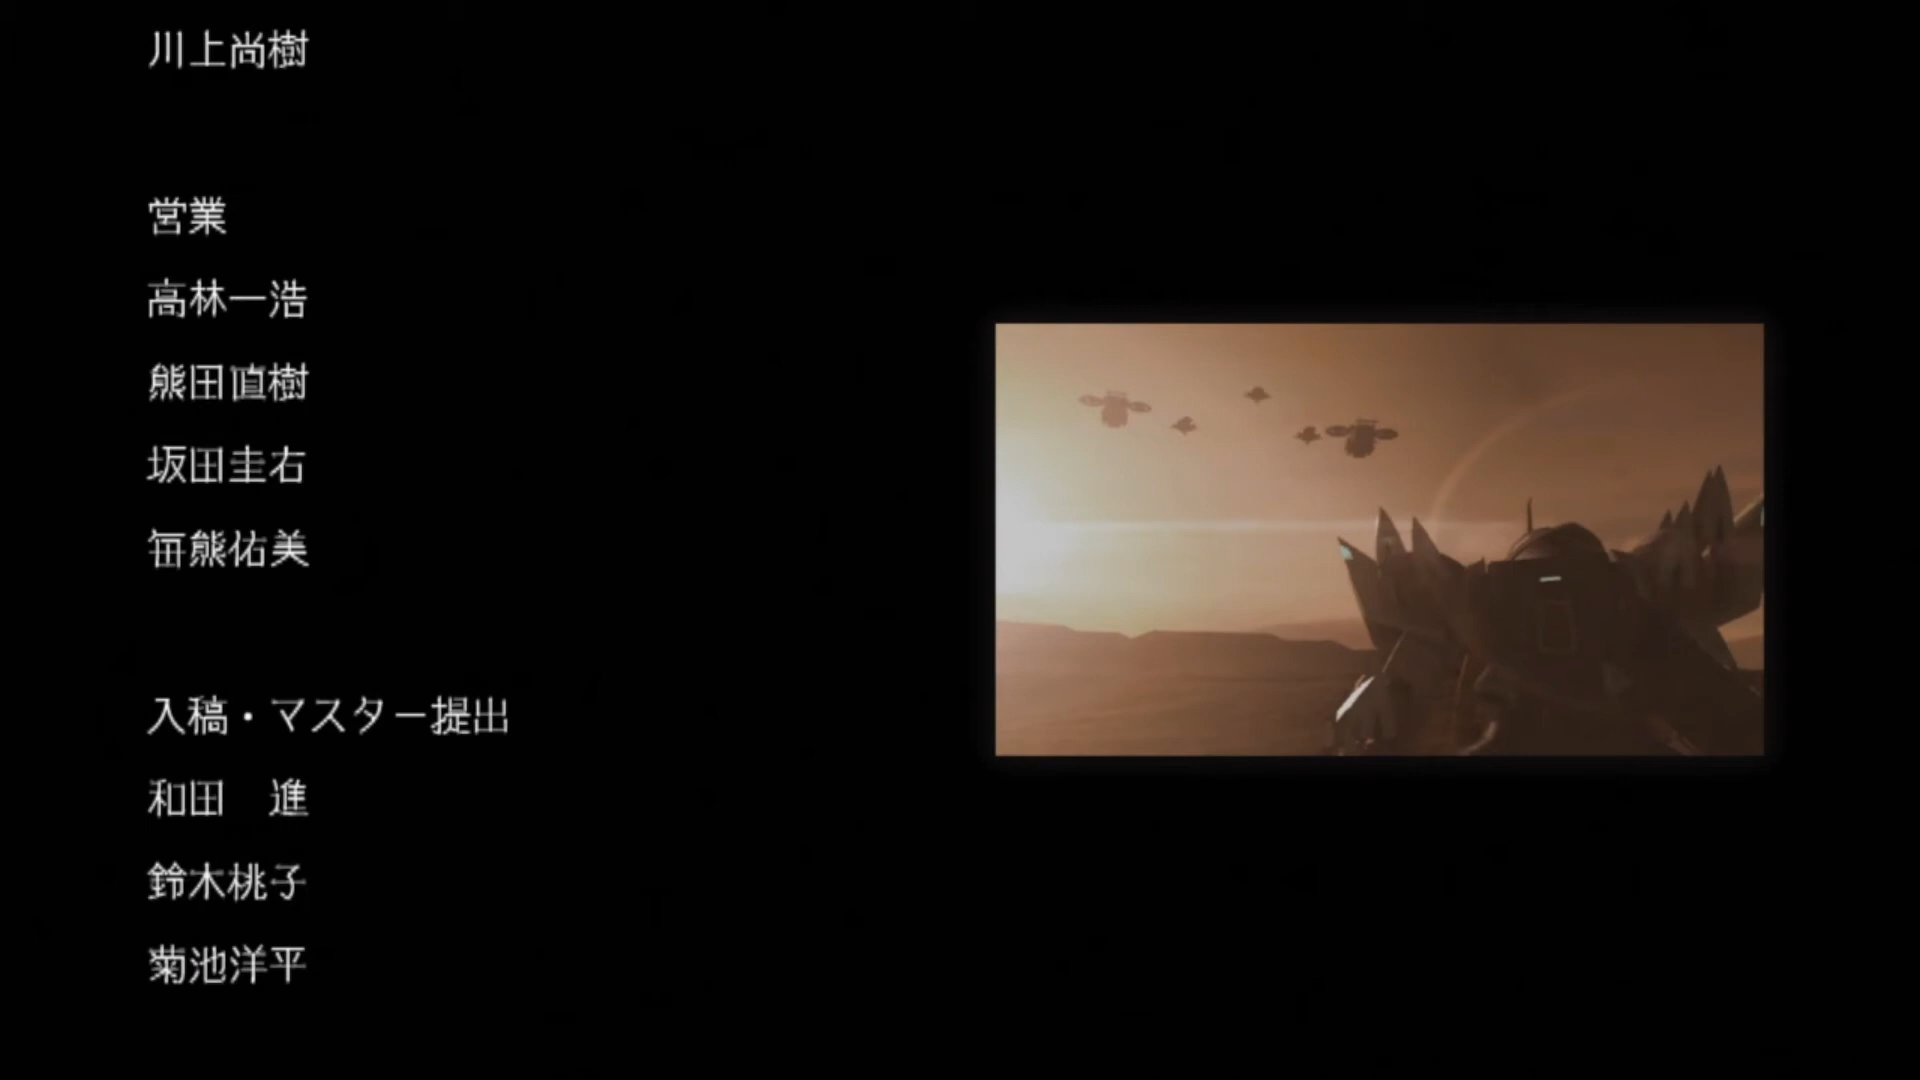 川上尚樹
営業
高林一浩
熊田直樹
坂田圭右
毎熊佑美
入稿・マスター提出
和田　進
鈴木桃子
菊池洋平